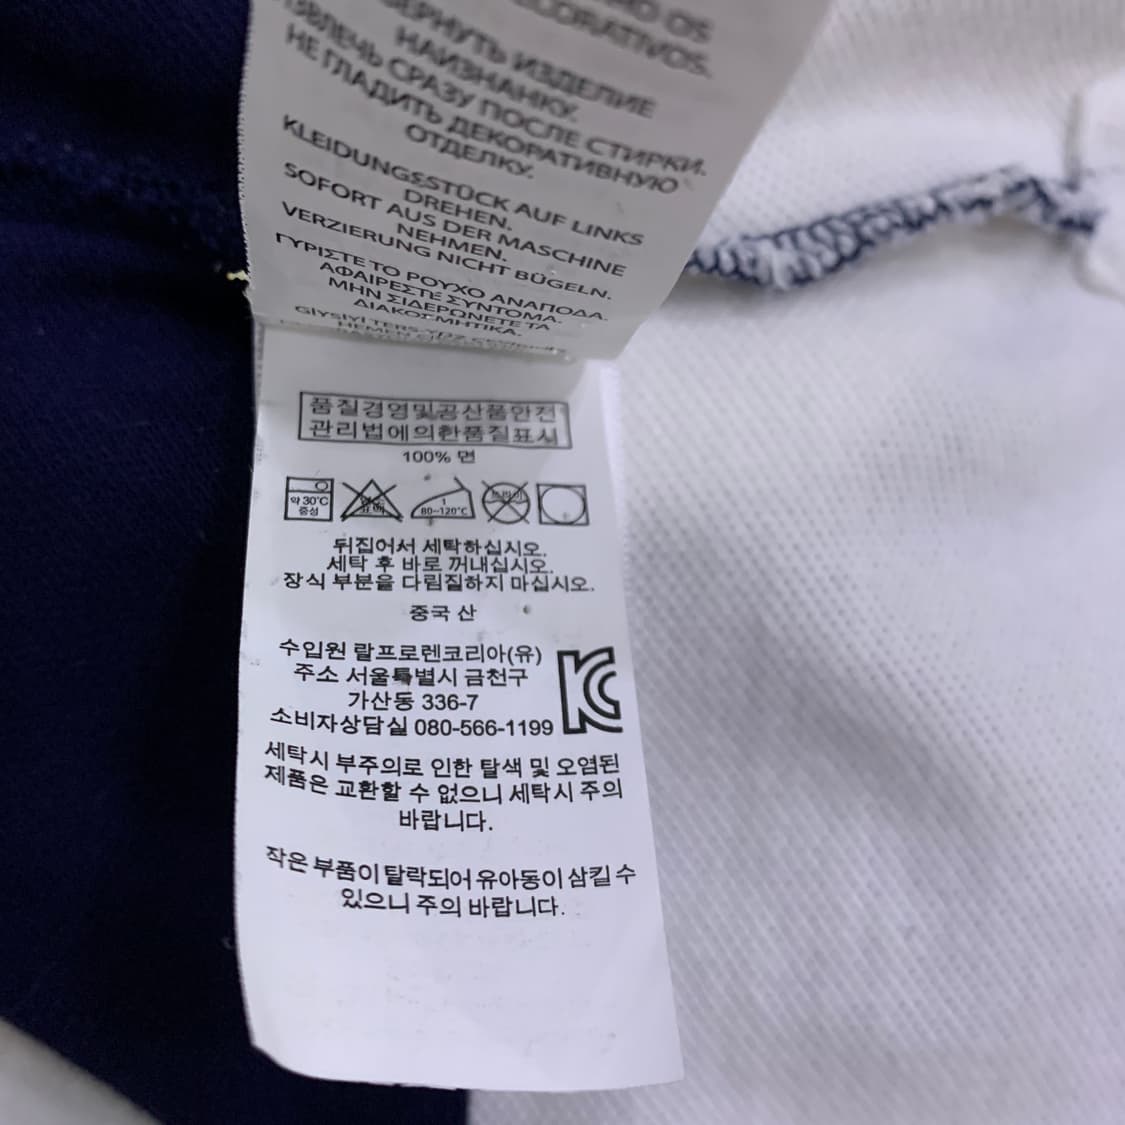 DECORATIVOS.
ВЕРНУТЬ ИЗДЕЛИЕ
НАИЗНАНКУ.
ИЗВЛЕЧЬ СРАЗУ ПОСЛЕ СТИРКИ.
НЕ ГЛАДИТЬ ДЕКОРАТИВНУЮ
ОТДЕЛКУ.
KLEIDUNGSSTÜCK AUF LINKS
DREHEN.
SOFORT AUS DER MASCHINE
NEHMEN.
VERZIERUNG NICHT BÜGELN.
ΓΥΡΙΣΤΕ ΤΟ ΡΟΥΧΟ ΑΝΑΠΟΔΑ.
ΑΦΑΙΡΕΣΤΕ ΣΥΝΤΟΜΑ.
ΜΗΝ ΣΙΔΕΡΩΝΕΤΕ ΤΑ
ΔΙΑΚΟΣΜΗΤΙΚΑ.
HEMEN
품질경영및공산품안전
관리법에의한품질표시
100% 면
약 30°C
중성
1
80~120°C
뒤집어서 세탁하십시오.
세탁 후 바로 꺼내십시오.
장식 부분을 다림질하지 마십시오.
중국 산
수입원 랄프로렌코리아(유)
주소 서울특별시 금천구
가산동 336-7
소비자상담실 080-566-1199
세탁시 부주의로 인한 탈색 및 오염된
제품은 교환할 수 없으니 세탁시 주의
바랍니다.
작은 부품이 탈락되어 유아동이 삼킬 수
있으니 주의 바랍니다.